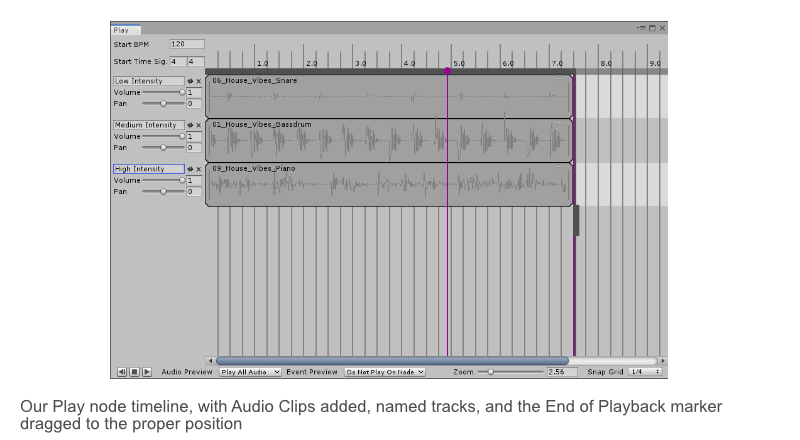 Play
Start BPM 120
Start Time Sig. 4 4
1.0 2.0 3.0 4.0 5.0 6.0 7.0 8.0 9.0
Low Intensity
Volume 1
Pan 0
06_House_Vibes_Snare
Medium Intensity
Volume 1
Pan 0
01_House_Vibes_Bassdrum
High Intensity
Volume 1
Pan 0
09_House_Vibes_Piano
Audio Preview Play All Audio Event Preview Do Not Play On Node Zoom 2.56 Snap Grid 1/4
Our Play node timeline, with Audio Clips added, named tracks, and the End of Playback marker
dragged to the proper position